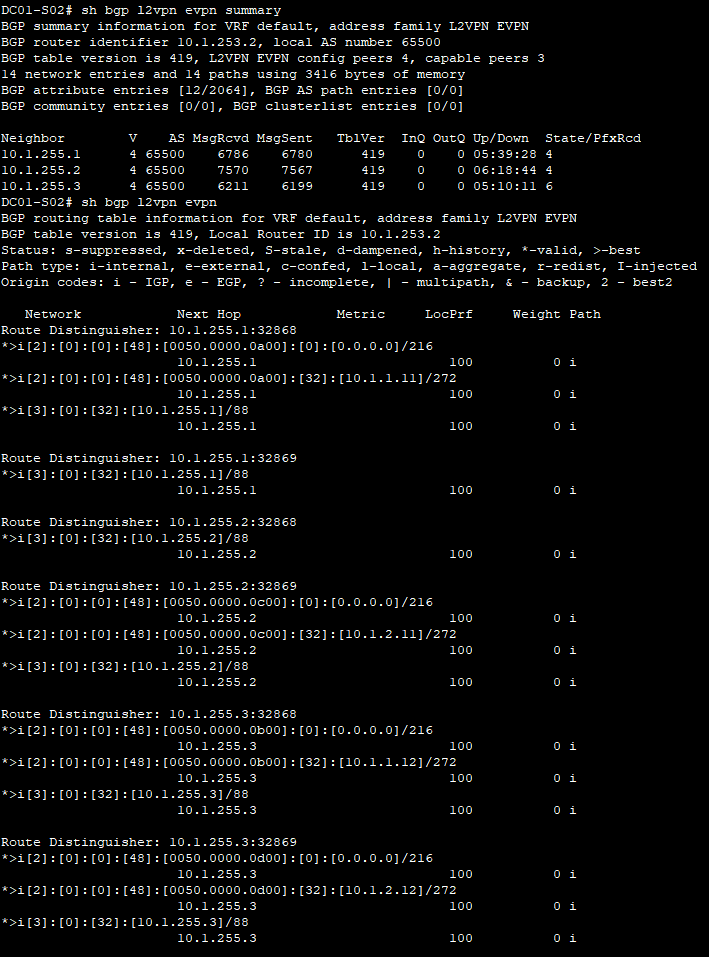 DC01-S02# sh bgp l2vpn evpn summary
BGP summary information for VRF default, address family L2VPN EVPN
BGP router identifier 10.1.253.2, local AS number 65500
BGP table version is 419, L2VPN EVPN config peers 4, capable peers 3
14 network entries and 14 paths using 3416 bytes of memory
BGP attribute entries [12/2064], BGP AS path entries [0/0]
BGP community entries [0/0], BGP clusterlist entries [0/0]

Neighbor        V    AS MsgRcvd MsgSent   TblVer  InQ OutQ Up/Down  State/PfxRcd
10.1.255.1      4 65500    6786    6780      419    0    0 05:39:28 4
10.1.255.2      4 65500    7570    7567      419    0    0 06:18:44 4
10.1.255.3      4 65500    6211    6199      419    0    0 05:10:11 6
DC01-S02# sh bgp l2vpn evpn
BGP routing table information for VRF default, address family L2VPN EVPN
BGP table version is 419, Local Router ID is 10.1.253.2
Status: s-suppressed, x-deleted, S-stale, d-dampened, h-history, *-valid, >-best
Path type: i-internal, e-external, c-confed, l-local, a-aggregate, r-redist, I-injected
Origin codes: i - IGP, e - EGP, ? - incomplete, | - multipath, & - backup, 2 - best2

   Network            Next Hop            Metric     LocPrf     Weight Path
Route Distinguisher: 10.1.255.1:32868
*>i[2]:[0]:[0]:[48]:[0050.0000.0a00]:[0]:[0.0.0.0]/216
                      10.1.255.1                        100          0 i
*>i[2]:[0]:[0]:[48]:[0050.0000.0a00]:[32]:[10.1.1.11]/272
                      10.1.255.1                        100          0 i
*>i[3]:[0]:[32]:[10.1.255.1]/88
                      10.1.255.1                        100          0 i

Route Distinguisher: 10.1.255.1:32869
*>i[3]:[0]:[32]:[10.1.255.1]/88
                      10.1.255.1                        100          0 i

Route Distinguisher: 10.1.255.2:32868
*>i[3]:[0]:[32]:[10.1.255.2]/88
                      10.1.255.2                        100          0 i

Route Distinguisher: 10.1.255.2:32869
*>i[2]:[0]:[0]:[48]:[0050.0000.0c00]:[0]:[0.0.0.0]/216
                      10.1.255.2                        100          0 i
*>i[2]:[0]:[0]:[48]:[0050.0000.0c00]:[32]:[10.1.2.11]/272
                      10.1.255.2                        100          0 i
*>i[3]:[0]:[32]:[10.1.255.2]/88
                      10.1.255.2                        100          0 i

Route Distinguisher: 10.1.255.3:32868
*>i[2]:[0]:[0]:[48]:[0050.0000.0b00]:[0]:[0.0.0.0]/216
                      10.1.255.3                        100          0 i
*>i[2]:[0]:[0]:[48]:[0050.0000.0b00]:[32]:[10.1.1.12]/272
                      10.1.255.3                        100          0 i
*>i[3]:[0]:[32]:[10.1.255.3]/88
                      10.1.255.3                        100          0 i

Route Distinguisher: 10.1.255.3:32869
*>i[2]:[0]:[0]:[48]:[0050.0000.0d00]:[0]:[0.0.0.0]/216
                      10.1.255.3                        100          0 i
*>i[2]:[0]:[0]:[48]:[0050.0000.0d00]:[32]:[10.1.2.12]/272
                      10.1.255.3                        100          0 i
*>i[3]:[0]:[32]:[10.1.255.3]/88
                      10.1.255.3                        100          0 i